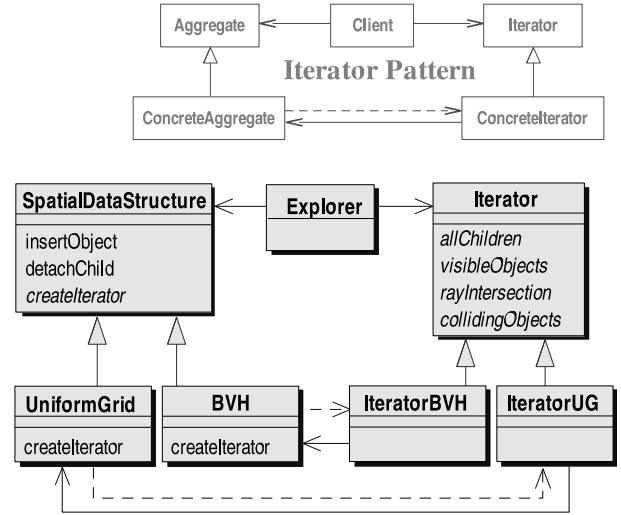 Aggregate
Client
Iterator
Iterator Pattern
ConcreteAggregate
ConcreteIterator
SpatialDataStructure
insertObject
detachChild
createIterator
Explorer
Iterator
allChildren
visibleObjects
rayIntersection
collidingObjects
UniformGrid
createIterator
BVH
createIterator
IteratorBVH
IteratorUG